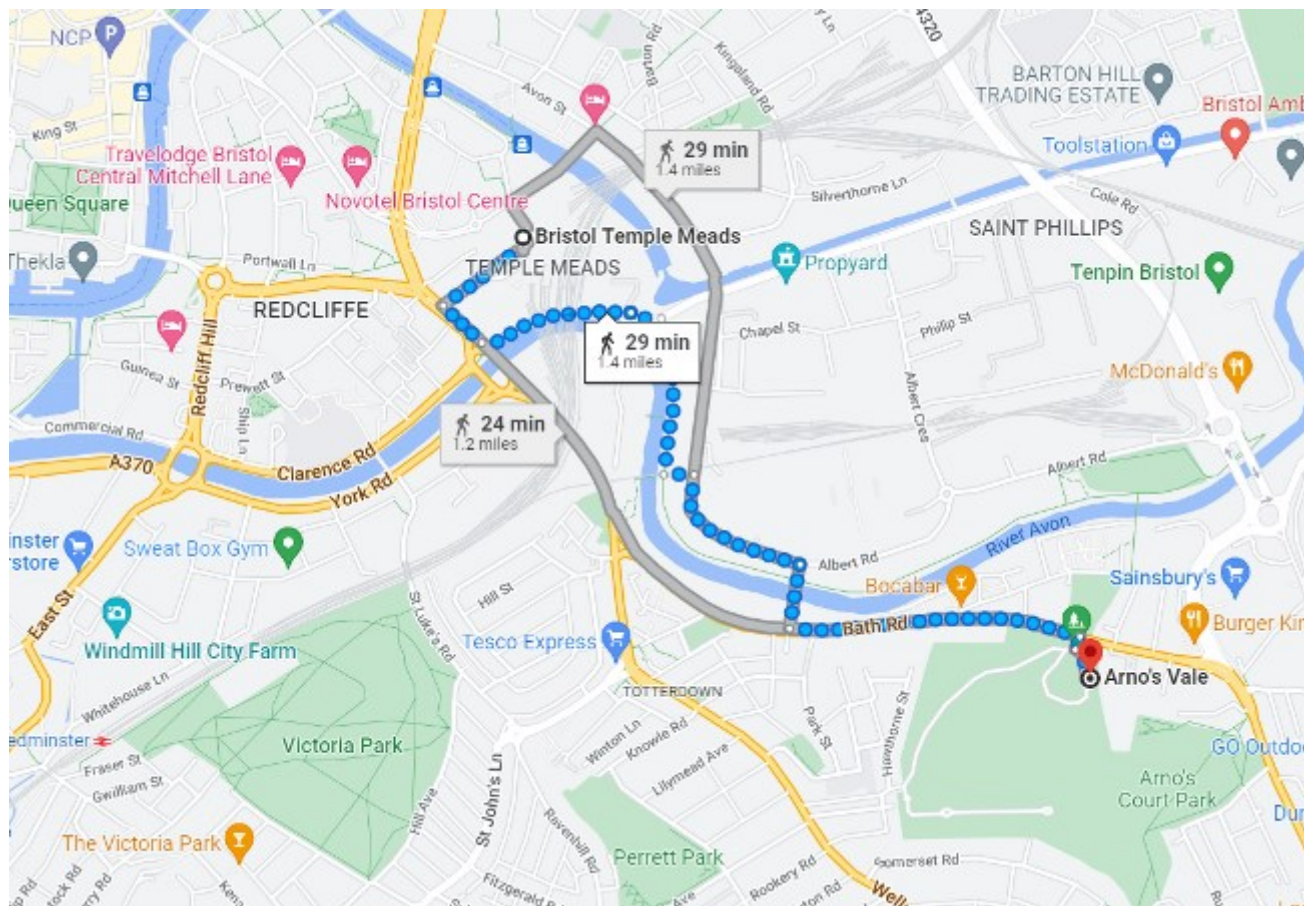 NCP
P
King St
Travelodge Bristol
Central Mitchell Lane
Novotel Bristol Centre
Queen Square
Thekla
Portwall Ln
REDCLIFFE
Guinea St
Prewett St
Redcliff Hill
Ship Ln
Commercial Rd
A370
Clarence Rd
York Rd
Avon St
Barton Rd
Kingsland Rd
29 min
1.4 miles
Bristol Temple Meads
TEMPLE MEADS
Silverthorne Ln
Propyard
Chapel St
Philip St
Albert Cres
Albert Rd
29 min
1.4 miles
24 min
1.2 miles
4320
BARTON HILL
TRADING ESTATE
Bristol Amb
Toolstation
Cole Rd
SAINT PHILLIPS
Tenpin Bristol
McDonald's
River Avon
Albert Rd
Bocabar
Sainsbury's
Burger Kin
Bath Rd
Arno's Vale
Sweat Box Gym
East St
Windmill Hill City Farm
Whitehouse Ln
edminster
Fraser St
Gwilliam St
Victoria Park
The Victoria Park
Hill St
St Luke's Rd
Tesco Express
TOTTERDOWN
Winton Ln
Knowle Rd
Lilymead Ave
Park St
Hawthorne St
St John's Ln
Hill Ave
Ravenhill Rd
Fitzgerald Rd
Perrett Park
Rookery Rd
Somerset Rd
Arno's
Court Park
GO Outdoo